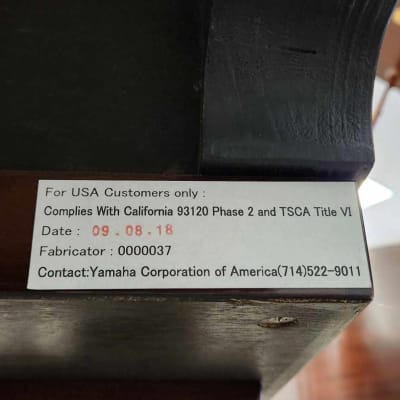 For USA Customers only :
Complies With California 93120 Phase 2 and TSCA Title VI
Date : 09.08.18
Fabricator : 0000037
Contact:Yamaha Corporation of America(714)522-9011